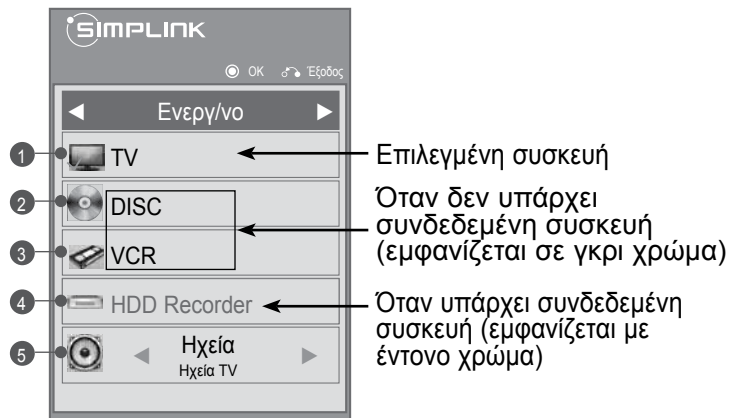 SIMPLINK
OK Έξοδος
◀ Ενεργ/νο ▶
1 TV
Επιλεγμένη συσκευή
2 DISC
3 VCR
Όταν δεν υπάρχει
συνδεδεμένη συσκευή
(εμφανίζεται σε γκρι χρώμα)
4 HDD Recorder
Όταν υπάρχει συνδεδεμένη
συσκευή (εμφανίζεται με
έντονο χρώμα)
5 ◀ Ηχεία ▶
Ηχεία TV